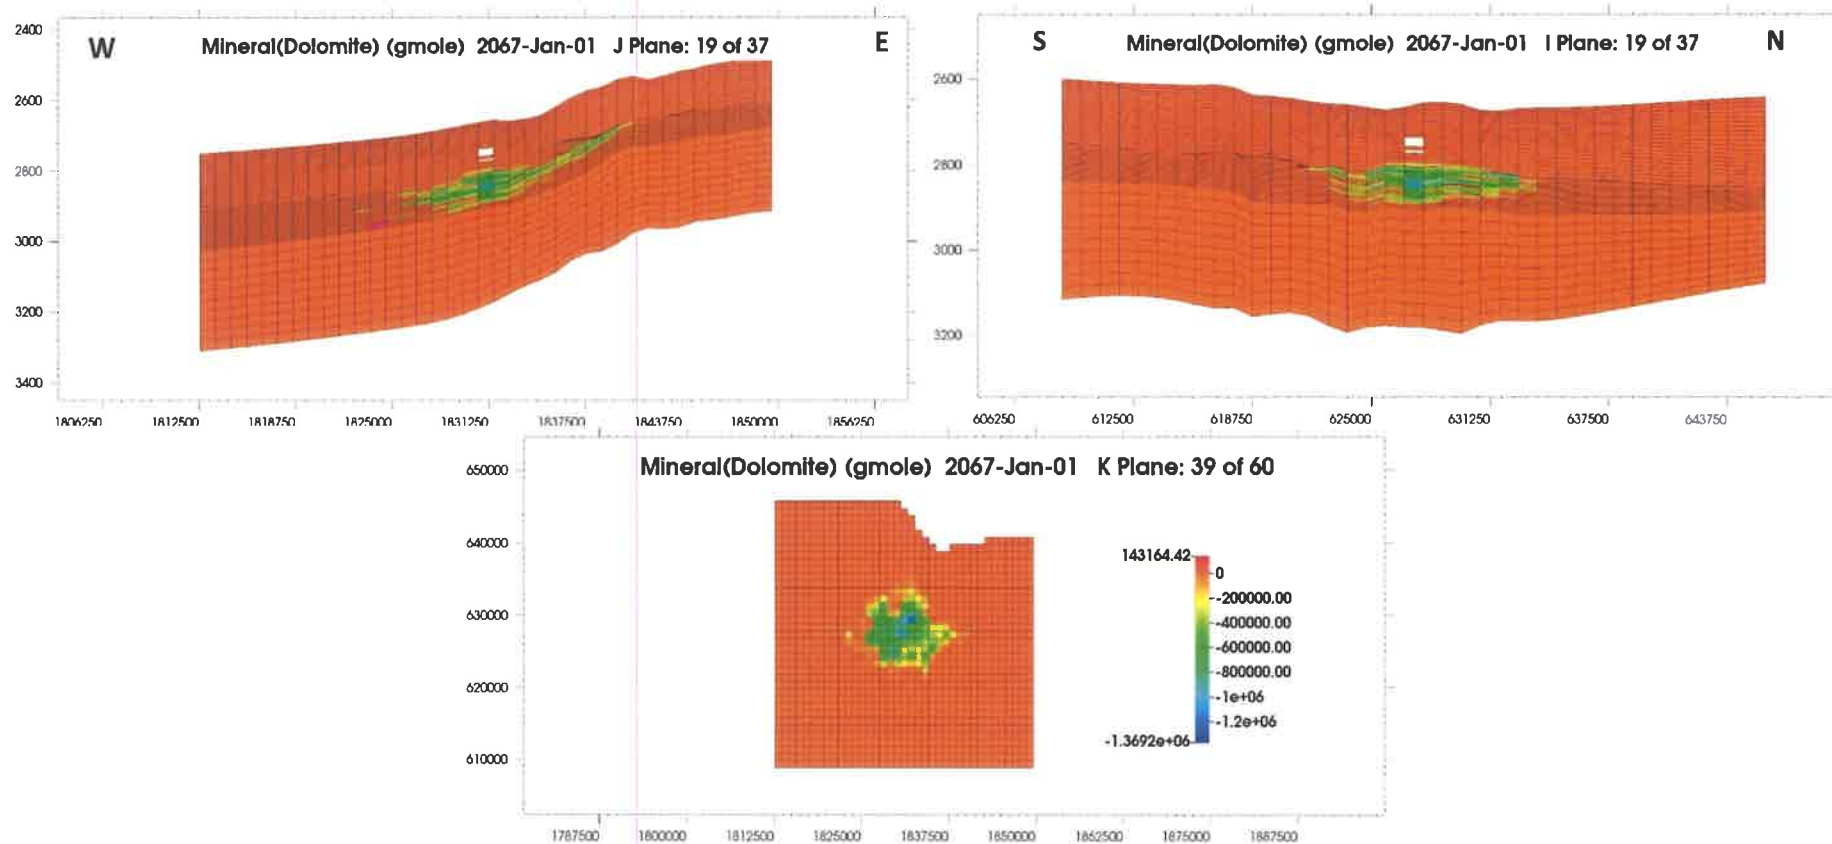 W Mineral(Dolomite) (gmole) 2067-Jan-01 J Plane: 19 of 37 E
2400
2600
2800
3000
3200
3400
1806250 1812500 1818750 1825000 1831250 1837500 1843750 1850000 1856250
S Mineral(Dolomite) (gmole) 2067-Jan-01 I Plane: 19 of 37 N
2600
2800
3000
3200
606250 612500 618750 625000 631250 637500 643750
Mineral(Dolomite) (gmole) 2067-Jan-01 K Plane: 39 of 60
650000
640000
630000
620000
610000
143164.42
0
-200000.00
-400000.00
-600000.00
-800000.00
-1e+06
-1.2e+06
-1.3692e+06
1787500 1800000 1812500 1825000 1837500 1850000 1862500 1875000 1887500